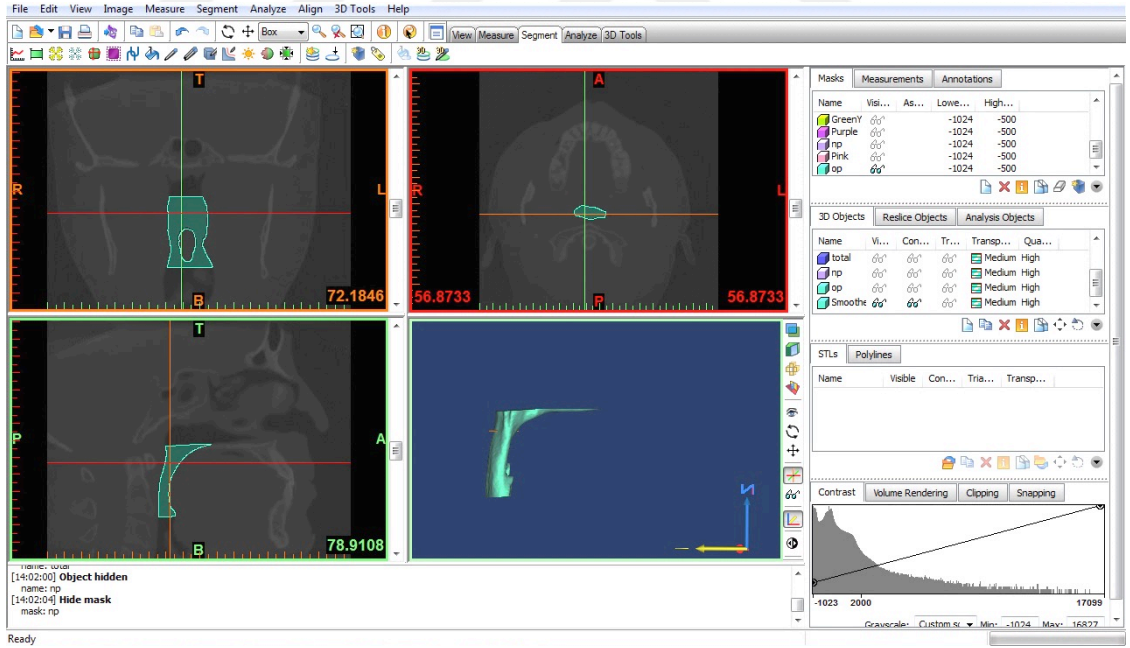 File Edit View Image Measure Segment Analyze Align 3D Tools Help
Box View Measure Segment Analyze 3D Tools
T
R
L
B
72.1846
A
R
L
P
56.8733
56.8733
T
P
A
B
78.9108
Masks Measurements Annotations
Name Visi... As... Lowe... High...
GreenY -1024 -500
Purple -1024 -500
np -1024 -500
Pink -1024 -500
op -1024 -500
3D Objects Reslice Objects Analysis Objects
Name Vi... Con... Tr... Transp... Qua...
total Medium High
np Medium High
op Medium High
Smoothe Medium High
STLs Polylines
Name Visible Con... Tria... Transp...
Contrast Volume Rendering Clipping Snapping
-1023 2000 17099
Grayscale: Custom sc Min: -1024 Max: 16827
name: total
[14:02:00] Object hidden
name: np
[14:02:04] Hide mask
mask: np
Ready